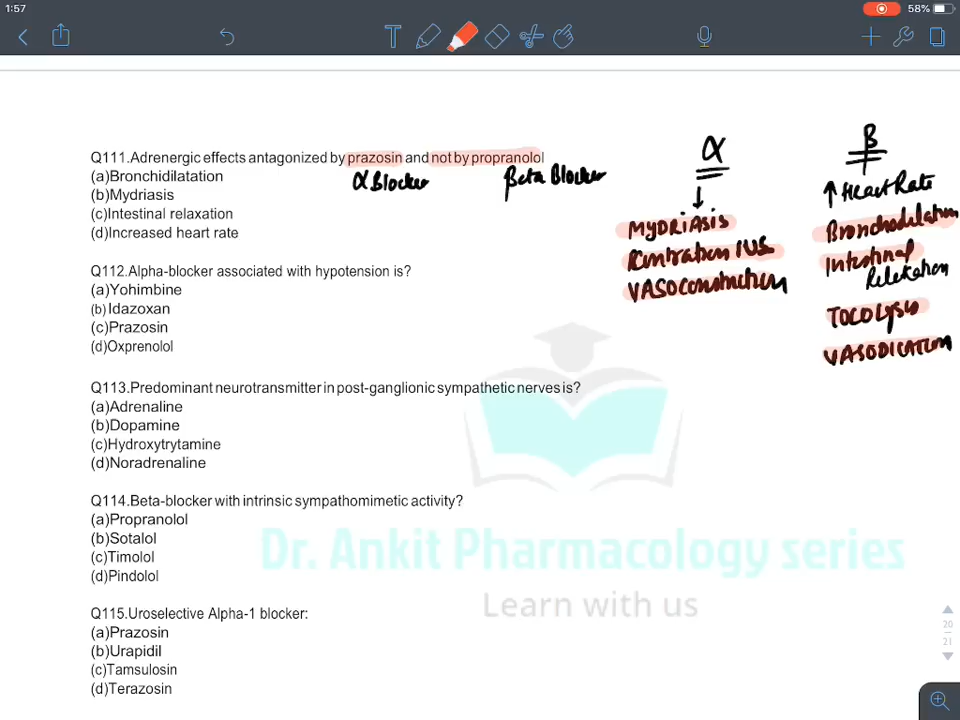 1:57
58%
T
Q111.Adrenergic effects antagonized by prazosin and not by propranolol
α Blocker
Beta Blocker
(a)Bronchidilatation
(b)Mydriasis
(c)Intestinal relaxation
(d)Increased heart rate
Q112.Alpha-blocker associated with hypotension is?
(a)Yohimbine
(b)Idazoxan
(c)Prazosin
(d)Oxprenolol
Q113.Predominant neurotransmitter in post-ganglionic sympathetic nerves is?
(a)Adrenaline
(b)Dopamine
(c)Hydroxytrytamine
(d)Noradrenaline
Q114.Beta-blocker with intrinsic sympathomimetic activity?
(a)Propranolol
(b)Sotalol
(c)Timolol
(d)Pindolol
Q115.Uroselective Alpha-1 blocker:
(a)Prazosin
(b)Urapidil
(c)Tamsulosin
(d)Terazosin
α
↓
MYDRIASIS
IUS
VASOconstriction
β
↑ Heart Rate
Bronchodilation
Intestinal
TOCOLYSIS
Dr. Ankit Pharmacology series
Learn with us
20
21